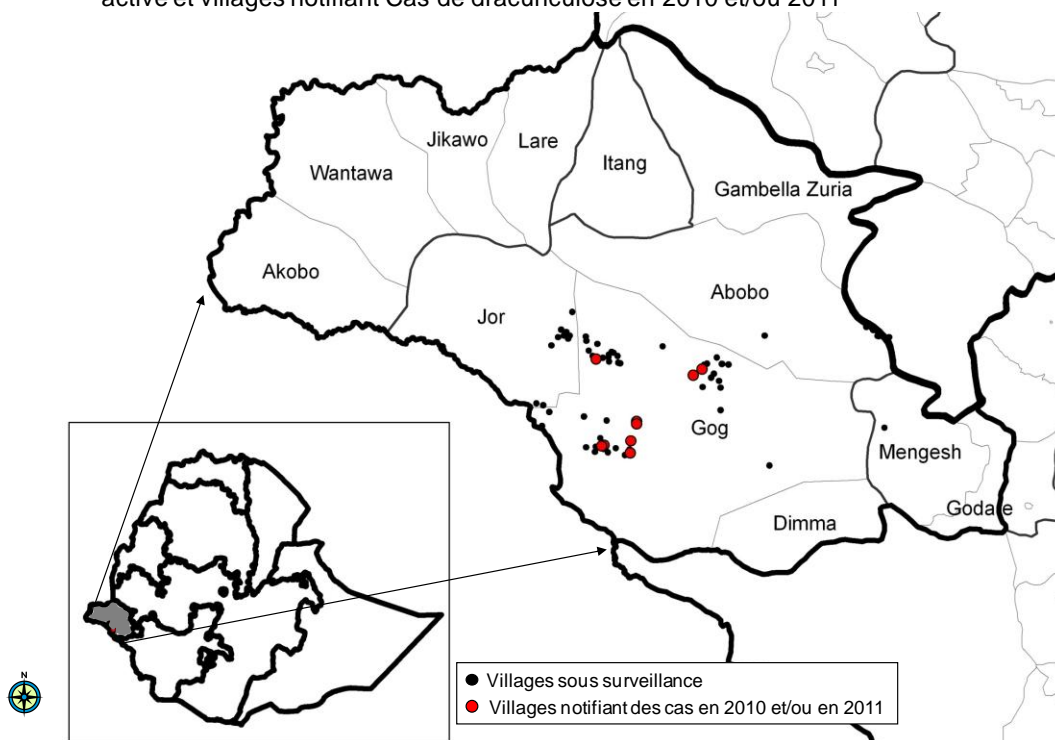 active et villages notifiant Cas de dracunculose en 2010 et/ou 2011
Jikawo
Lare
Wantawa
Itang
Gambella Zuria
Akobo
Abobo
Jor
Gog
Mengesh
Godare
Dimma
N
Villages sous surveillance
Villages notifiant des cas en 2010 et/ou en 2011